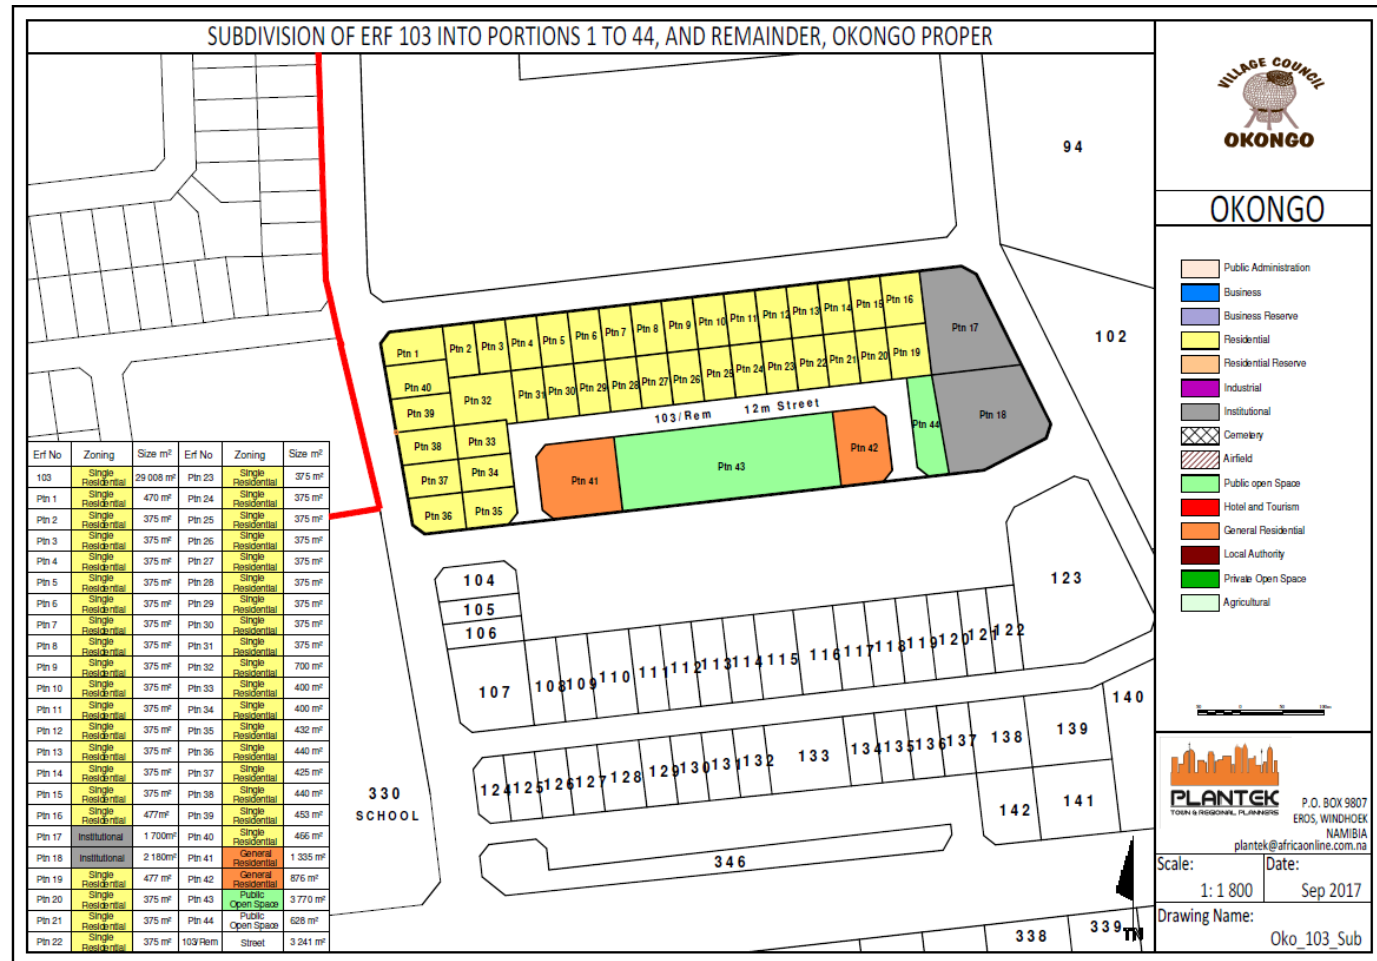 SUBDIVISION OF ERF 103 INTO PORTIONS 1 TO 44, AND REMAINDER, OKONGO PROPER
VILLAGE COUNCIL
OKONGO
OKONGO
Public Administration
Business
Business Reserve
Residential
Residential Reserve
Industrial
Institutional
Cemetery
Airfield
Public open Space
Hotel and Tourism
General Residential
Local Authority
Private Open Space
Agricultural
50 0 50 100m
PLANTEK
TOWN & REGIONAL PLANNERS
P.O. BOX 9807
EROS, WINDHOEK
NAMIBIA
plantek@africaonline.com.na
Scale:
1: 1 800
Date:
Sep 2017
Drawing Name:
Oko_103_Sub
94
102
Ptn 1
Ptn 2
Ptn 3
Ptn 4
Ptn 5
Ptn 6
Ptn 7
Ptn 8
Ptn 9
Ptn 10
Ptn 11
Ptn 12
Ptn 13
Ptn 14
Ptn 15
Ptn 16
Ptn 17
Ptn 40
Ptn 39
Ptn 32
Ptn 31
Ptn 30
Ptn 29
Ptn 28
Ptn 27
Ptn 26
Ptn 25
Ptn 24
Ptn 23
Ptn 22
Ptn 21
Ptn 20
Ptn 19
Ptn 18
103/Rem 12m Street
Ptn 38
Ptn 33
Ptn 37
Ptn 34
Ptn 36
Ptn 35
Ptn 41
Ptn 43
Ptn 42
Ptn 44
104
105
106
107
108
109
110
111
112
113
114
115
116
117
118
119
120
121
122
123
124
125
126
127
128
129
130
131
132
133
134
135
136
137
138
139
140
141
142
330
SCHOOL
346
338
339
TN
Erf No Zoning Size m² Erf No Zoning Size m²
103 Single Residential 29 008 m² Ptn 23 Single Residential 375 m²
Ptn 1 Single Residential 470 m² Ptn 24 Single Residential 375 m²
Ptn 2 Single Residential 375 m² Ptn 25 Single Residential 375 m²
Ptn 3 Single Residential 375 m² Ptn 26 Single Residential 375 m²
Ptn 4 Single Residential 375 m² Ptn 27 Single Residential 375 m²
Ptn 5 Single Residential 375 m² Ptn 28 Single Residential 375 m²
Ptn 6 Single Residential 375 m² Ptn 29 Single Residential 375 m²
Ptn 7 Single Residential 375 m² Ptn 30 Single Residential 375 m²
Ptn 8 Single Residential 375 m² Ptn 31 Single Residential 375 m²
Ptn 9 Single Residential 375 m² Ptn 32 Single Residential 700 m²
Ptn 10 Single Residential 375 m² Ptn 33 Single Residential 400 m²
Ptn 11 Single Residential 375 m² Ptn 34 Single Residential 400 m²
Ptn 12 Single Residential 375 m² Ptn 35 Single Residential 432 m²
Ptn 13 Single Residential 375 m² Ptn 36 Single Residential 440 m²
Ptn 14 Single Residential 375 m² Ptn 37 Single Residential 425 m²
Ptn 15 Single Residential 375 m² Ptn 38 Single Residential 440 m²
Ptn 16 Single Residential 477m² Ptn 39 Single Residential 453 m²
Ptn 17 Institutional 1 700m² Ptn 40 Single Residential 466 m²
Ptn 18 Institutional 2 180m² Ptn 41 General Residential 1 335 m²
Ptn 19 Single Residential 477 m² Ptn 42 General Residential 876 m²
Ptn 20 Single Residential 375 m² Ptn 43 Public Open Space 3 770 m²
Ptn 21 Single Residential 375 m² Ptn 44 Public Open Space 628 m²
Ptn 22 Single Residential 375 m² 103/Rem Street 3 241 m²